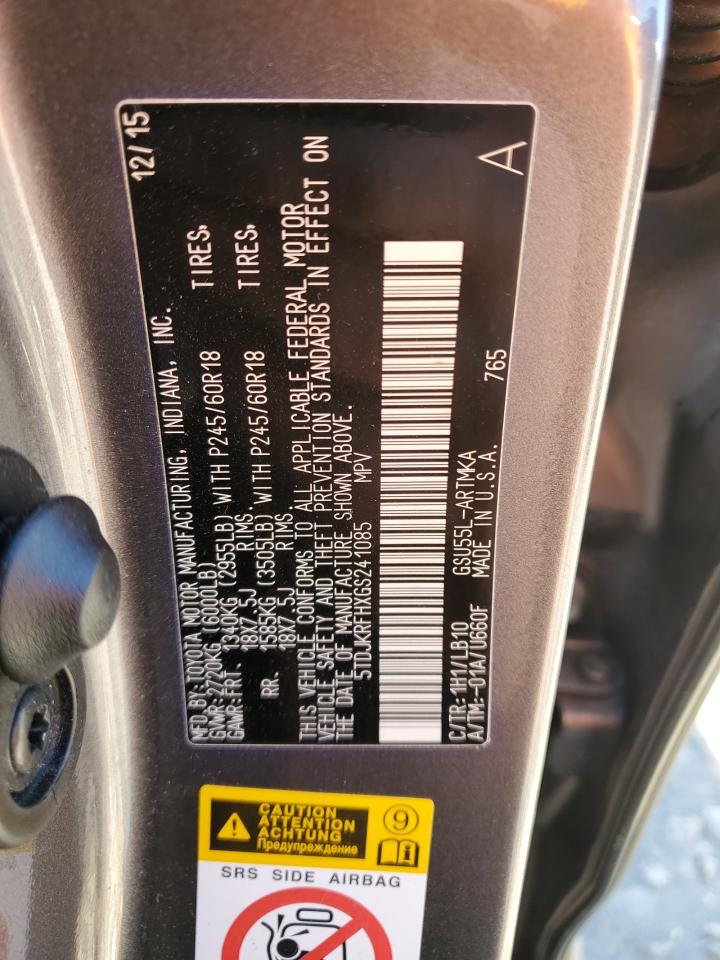 MFD.BY:TOYOTA MOTOR MANUFACTURING, INDIANA, INC. 12/15
GVWR:2720KG (6000LB)
GAWR:FRT. 1340KG (2955LB) WITH P245/60R18 TIRES,
18X7.5J RIMS.
RR. 1585KG (3505LB) WITH P245/60R18 TIRES,
18X7.5J RIMS.
THIS VEHICLE CONFORMS TO ALL APPLICABLE FEDERAL MOTOR
VEHICLE SAFETY AND THEFT PREVENTION STANDARDS IN EFFECT ON
THE DATE OF MANUFACTURE SHOWN ABOVE.
5TDJKRFHXGS241085 MPV
C/TR:1H1/LB10 GSU55L-ARTMKA 765 A
A/TM:-01A/U660F MADE IN U.S.A.
CAUTION
ATTENTION
ACHTUNG
Предупреждение
9
SRS SIDE AIRBAG